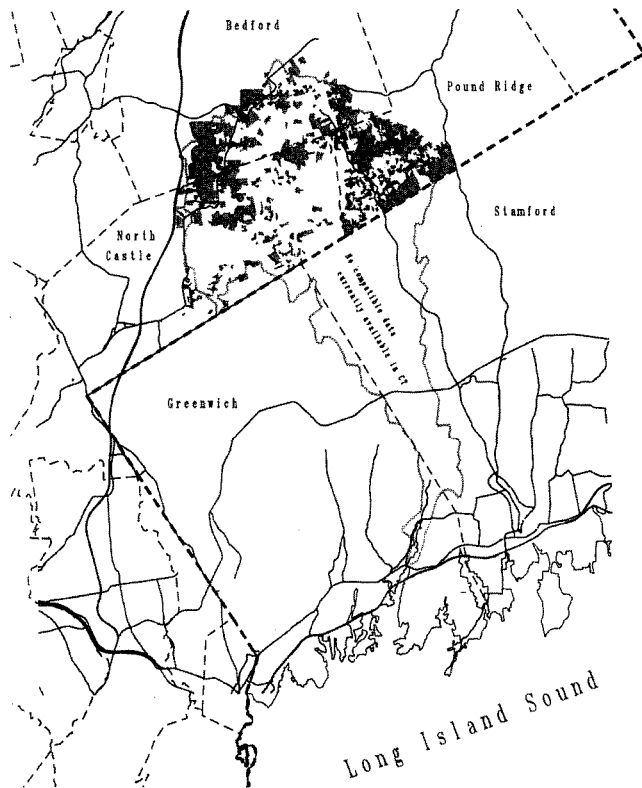 Bedford
Pound Ridge
Stamford
North
Castle
No compatible data
currently available in CT
Greenwich
Long Island Sound